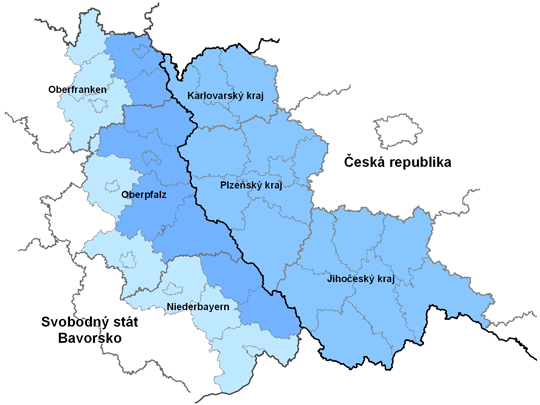 Oberfranken
Karlovarský kraj
Česká republika
Plzeňský kraj
Oberpfalz
Jihočeský kraj
Niederbayern
Svobodný stát
Bavorsko